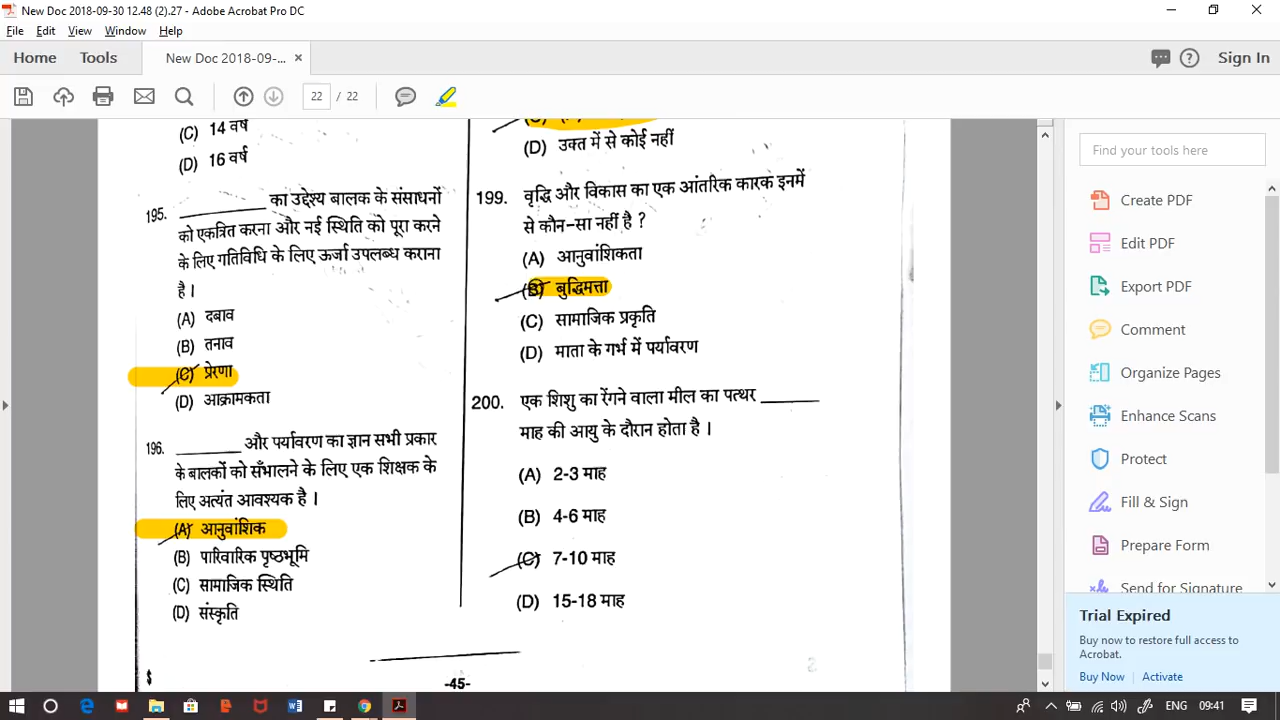 New Doc 2018-09-30 12.48 (2).27 - Adobe Acrobat Pro DC
File Edit View Window Help
Home Tools New Doc 2018-09-... × Sign In
22 / 22
(C) 14 वर्ष
(D) 16 वर्ष
195. ________ का उद्देश्य बालक के संसाधनों
को एकत्रित करना और नई स्थिति को पूरा करने
के लिए गतिविधि के लिए ऊर्जा उपलब्ध कराना
है ।
(A) दबाव
(B) तनाव
(C) प्रेरणा
(D) आक्रामकता
196. ________ और पर्यावरण का ज्ञान सभी प्रकार
के बालकों को सँभालने के लिए एक शिक्षक के
लिए अत्यंत आवश्यक है ।
(A) आनुवांशिक
(B) पारिवारिक पृष्ठभूमि
(C) सामाजिक स्थिति
(D) संस्कृति
$
(D) उक्त में से कोई नहीं
199. वृद्धि और विकास का एक आंतरिक कारक इनमें
से कौन-सा नहीं है ?
(A) आनुवांशिकता
(B) बुद्धिमत्ता
(C) सामाजिक प्रकृति
(D) माता के गर्भ में पर्यावरण
200. एक शिशु का रेंगने वाला मील का पत्थर ________
माह की आयु के दौरान होता है ।
(A) 2-3 माह
(B) 4-6 माह
(C) 7-10 माह
(D) 15-18 माह
-45-
Find your tools here
Create PDF
Edit PDF
Export PDF
Comment
Organize Pages
Enhance Scans
Protect
Fill & Sign
Prepare Form
Send for Signature
Trial Expired
Buy now to restore full access to
Acrobat.
Buy Now Activate
ENG 09:41